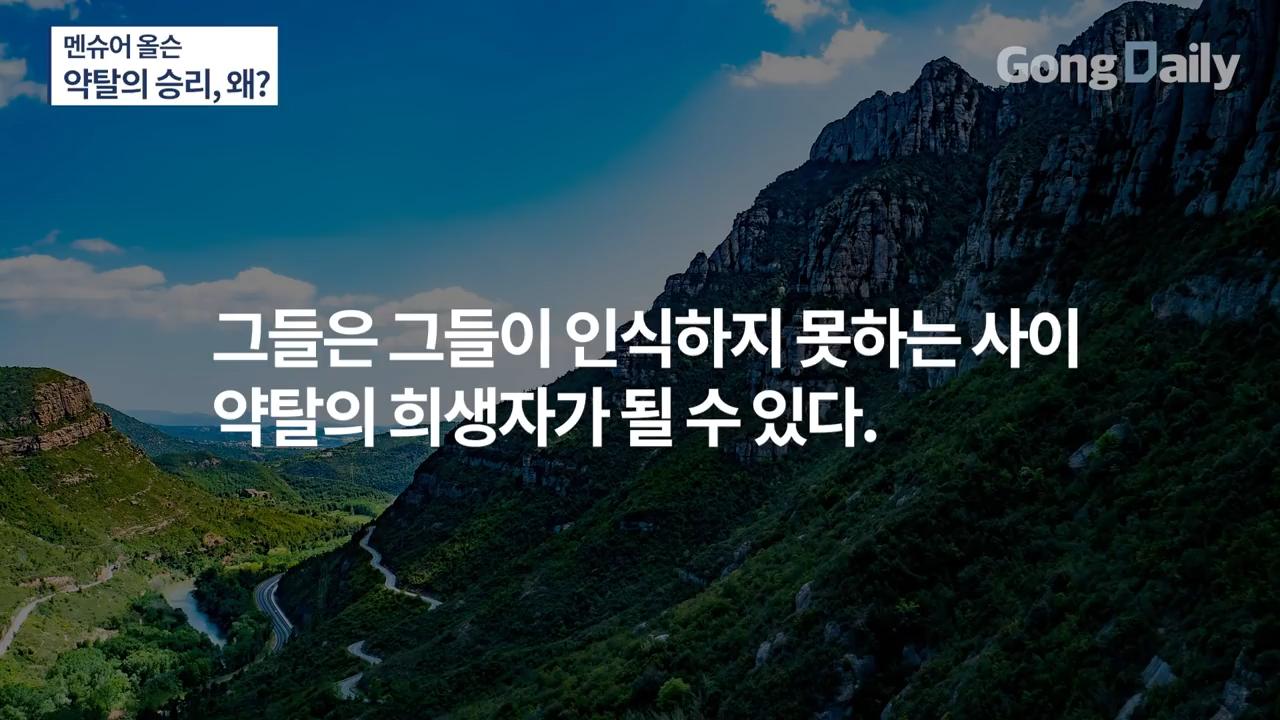 멘슈어 올슨
약탈의 승리, 왜?
Gong Daily
그들은 그들이 인식하지 못하는 사이
약탈의 희생자가 될 수 있다.